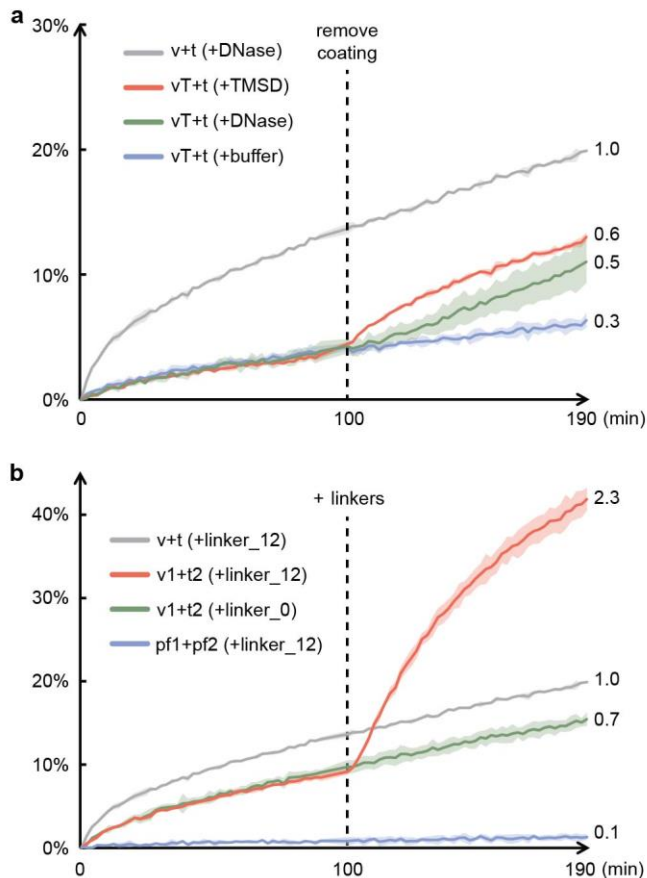 a
30%
20%
10%
0%
v+t (+DNase)
vT+t (+TMSD)
vT+t (+DNase)
vT+t (+buffer)
remove
coating
1.0
0.6
0.5
0.3
0
100
190 (min)
b
40%
30%
20%
10%
0%
v+t (+linker_12)
v1+t2 (+linker_12)
v1+t2 (+linker_0)
pf1+pf2 (+linker_12)
+ linkers
2.3
1.0
0.7
0.1
0
100
190 (min)